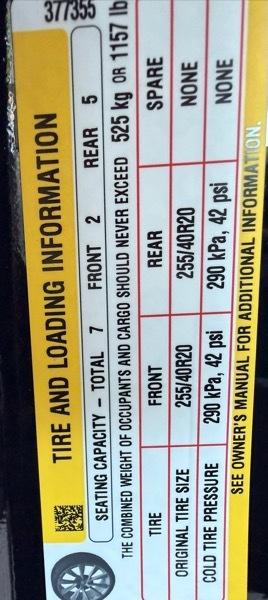 377355
TIRE AND LOADING INFORMATION
SEATING CAPACITY – TOTAL 7 FRONT 2 REAR 5
THE COMBINED WEIGHT OF OCCUPANTS AND CARGO SHOULD NEVER EXCEED 525 kg OR 1157 lb
TIRE FRONT REAR SPARE
ORIGINAL TIRE SIZE 255/40R20 255/40R20 NONE
COLD TIRE PRESSURE 290 kPa, 42 psi 290 kPa, 42 psi NONE
SEE OWNER'S MANUAL FOR ADDITIONAL INFORMATION.